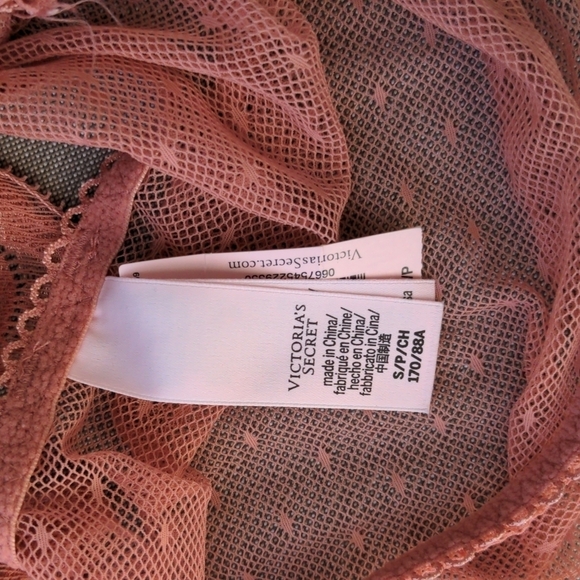 VictoriasSecret.com
0667545229330
VICTORIA'S
SECRET
made in China/
fabriqué en Chine/
hecho en China/
fabbricato in Cina/
中国制造
S/P/CH
170/88A